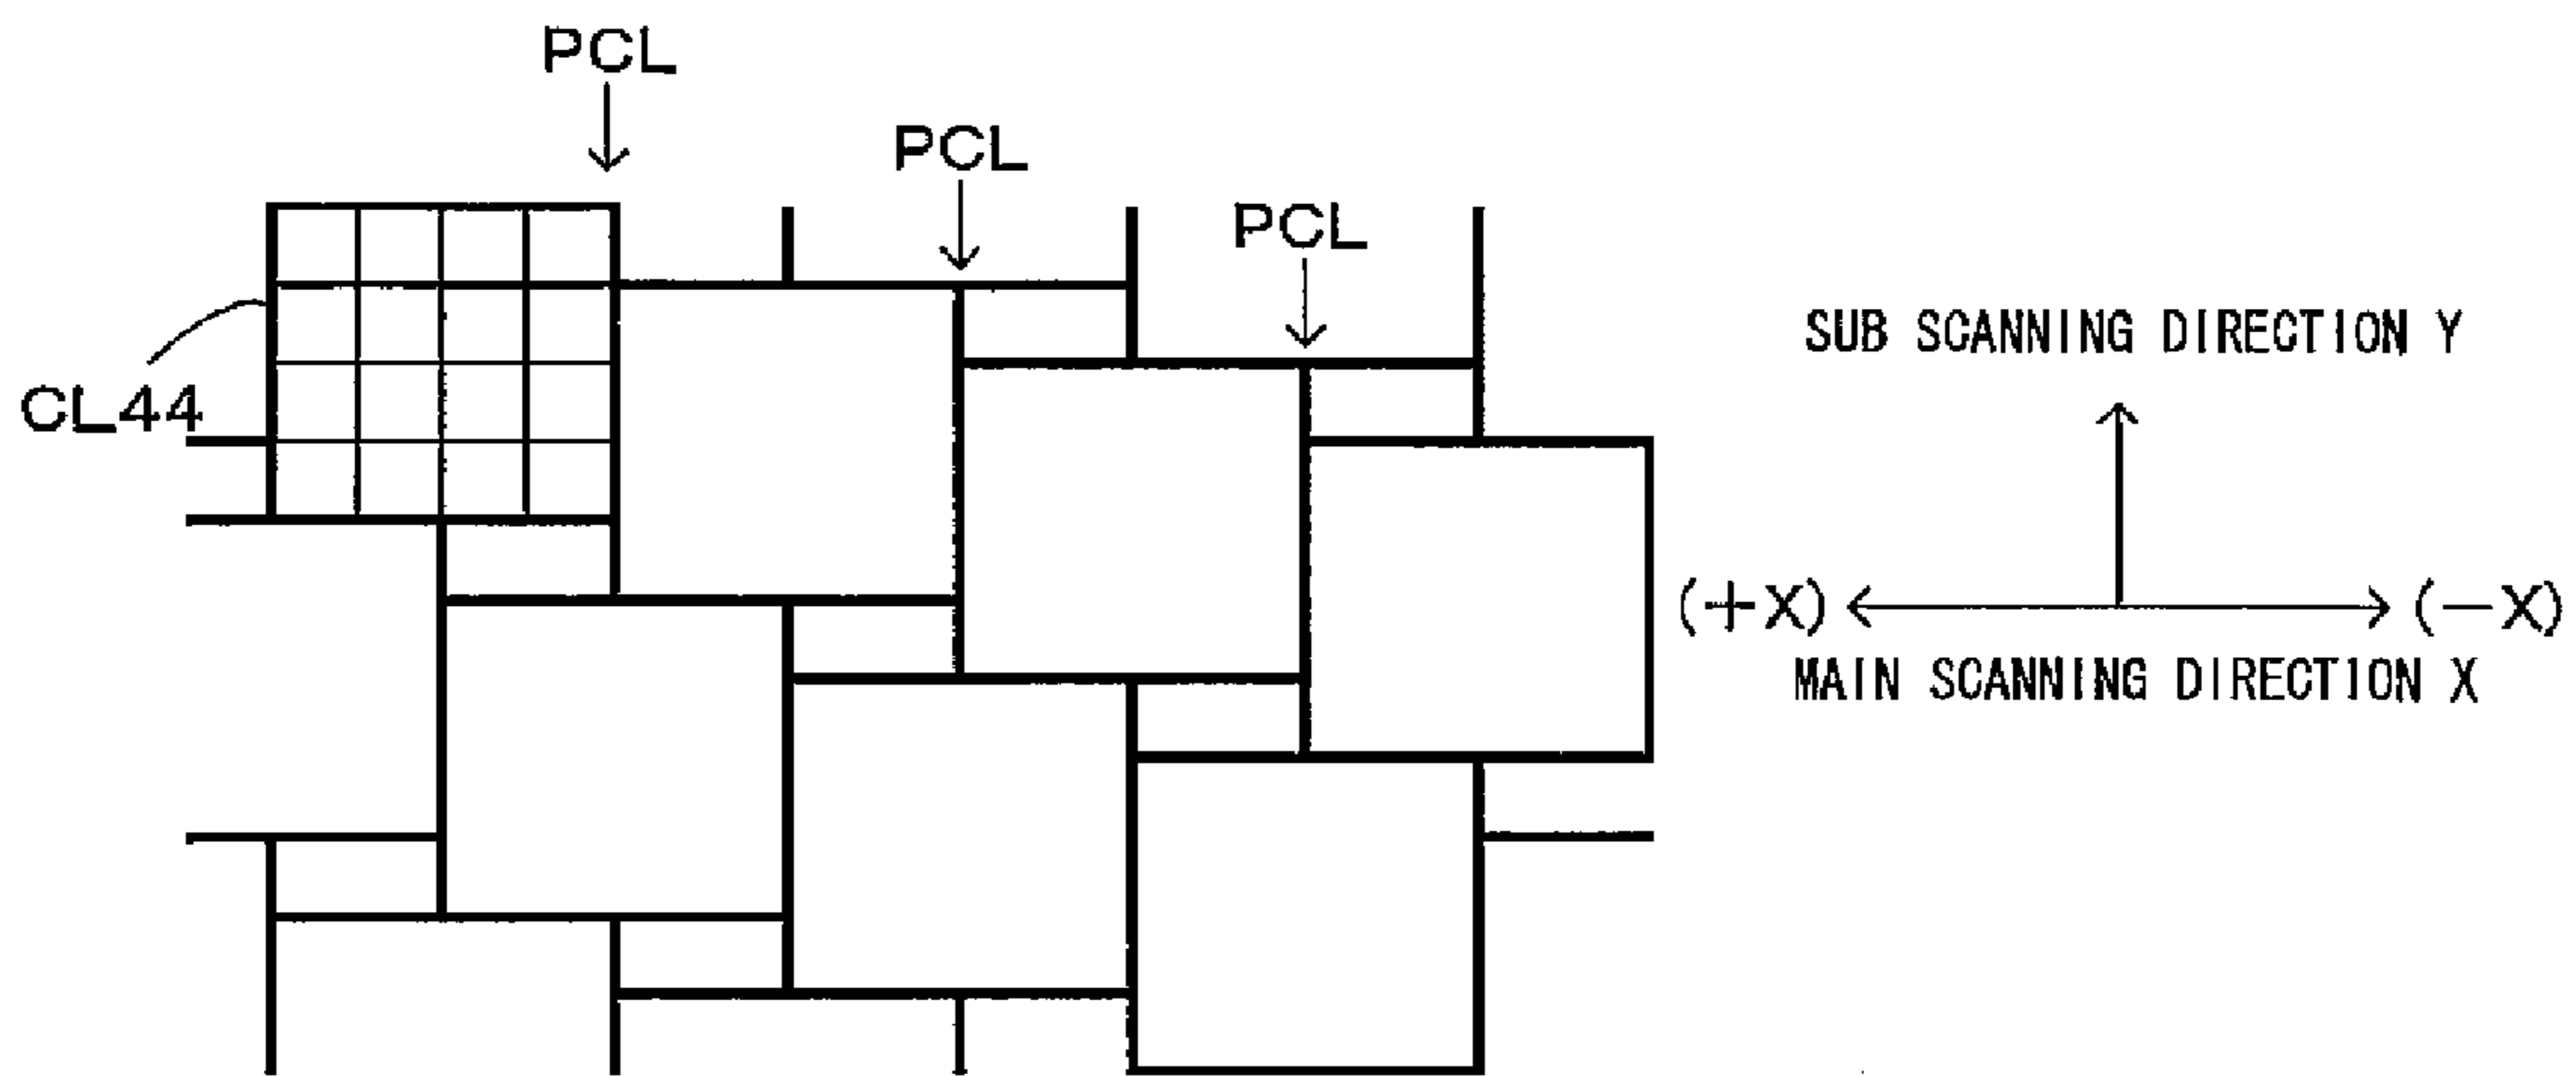 PCL
PCL
PCL
CL44
SUB SCANNING DIRECTION Y
(+X)
(−X)
MAIN SCANNING DIRECTION X